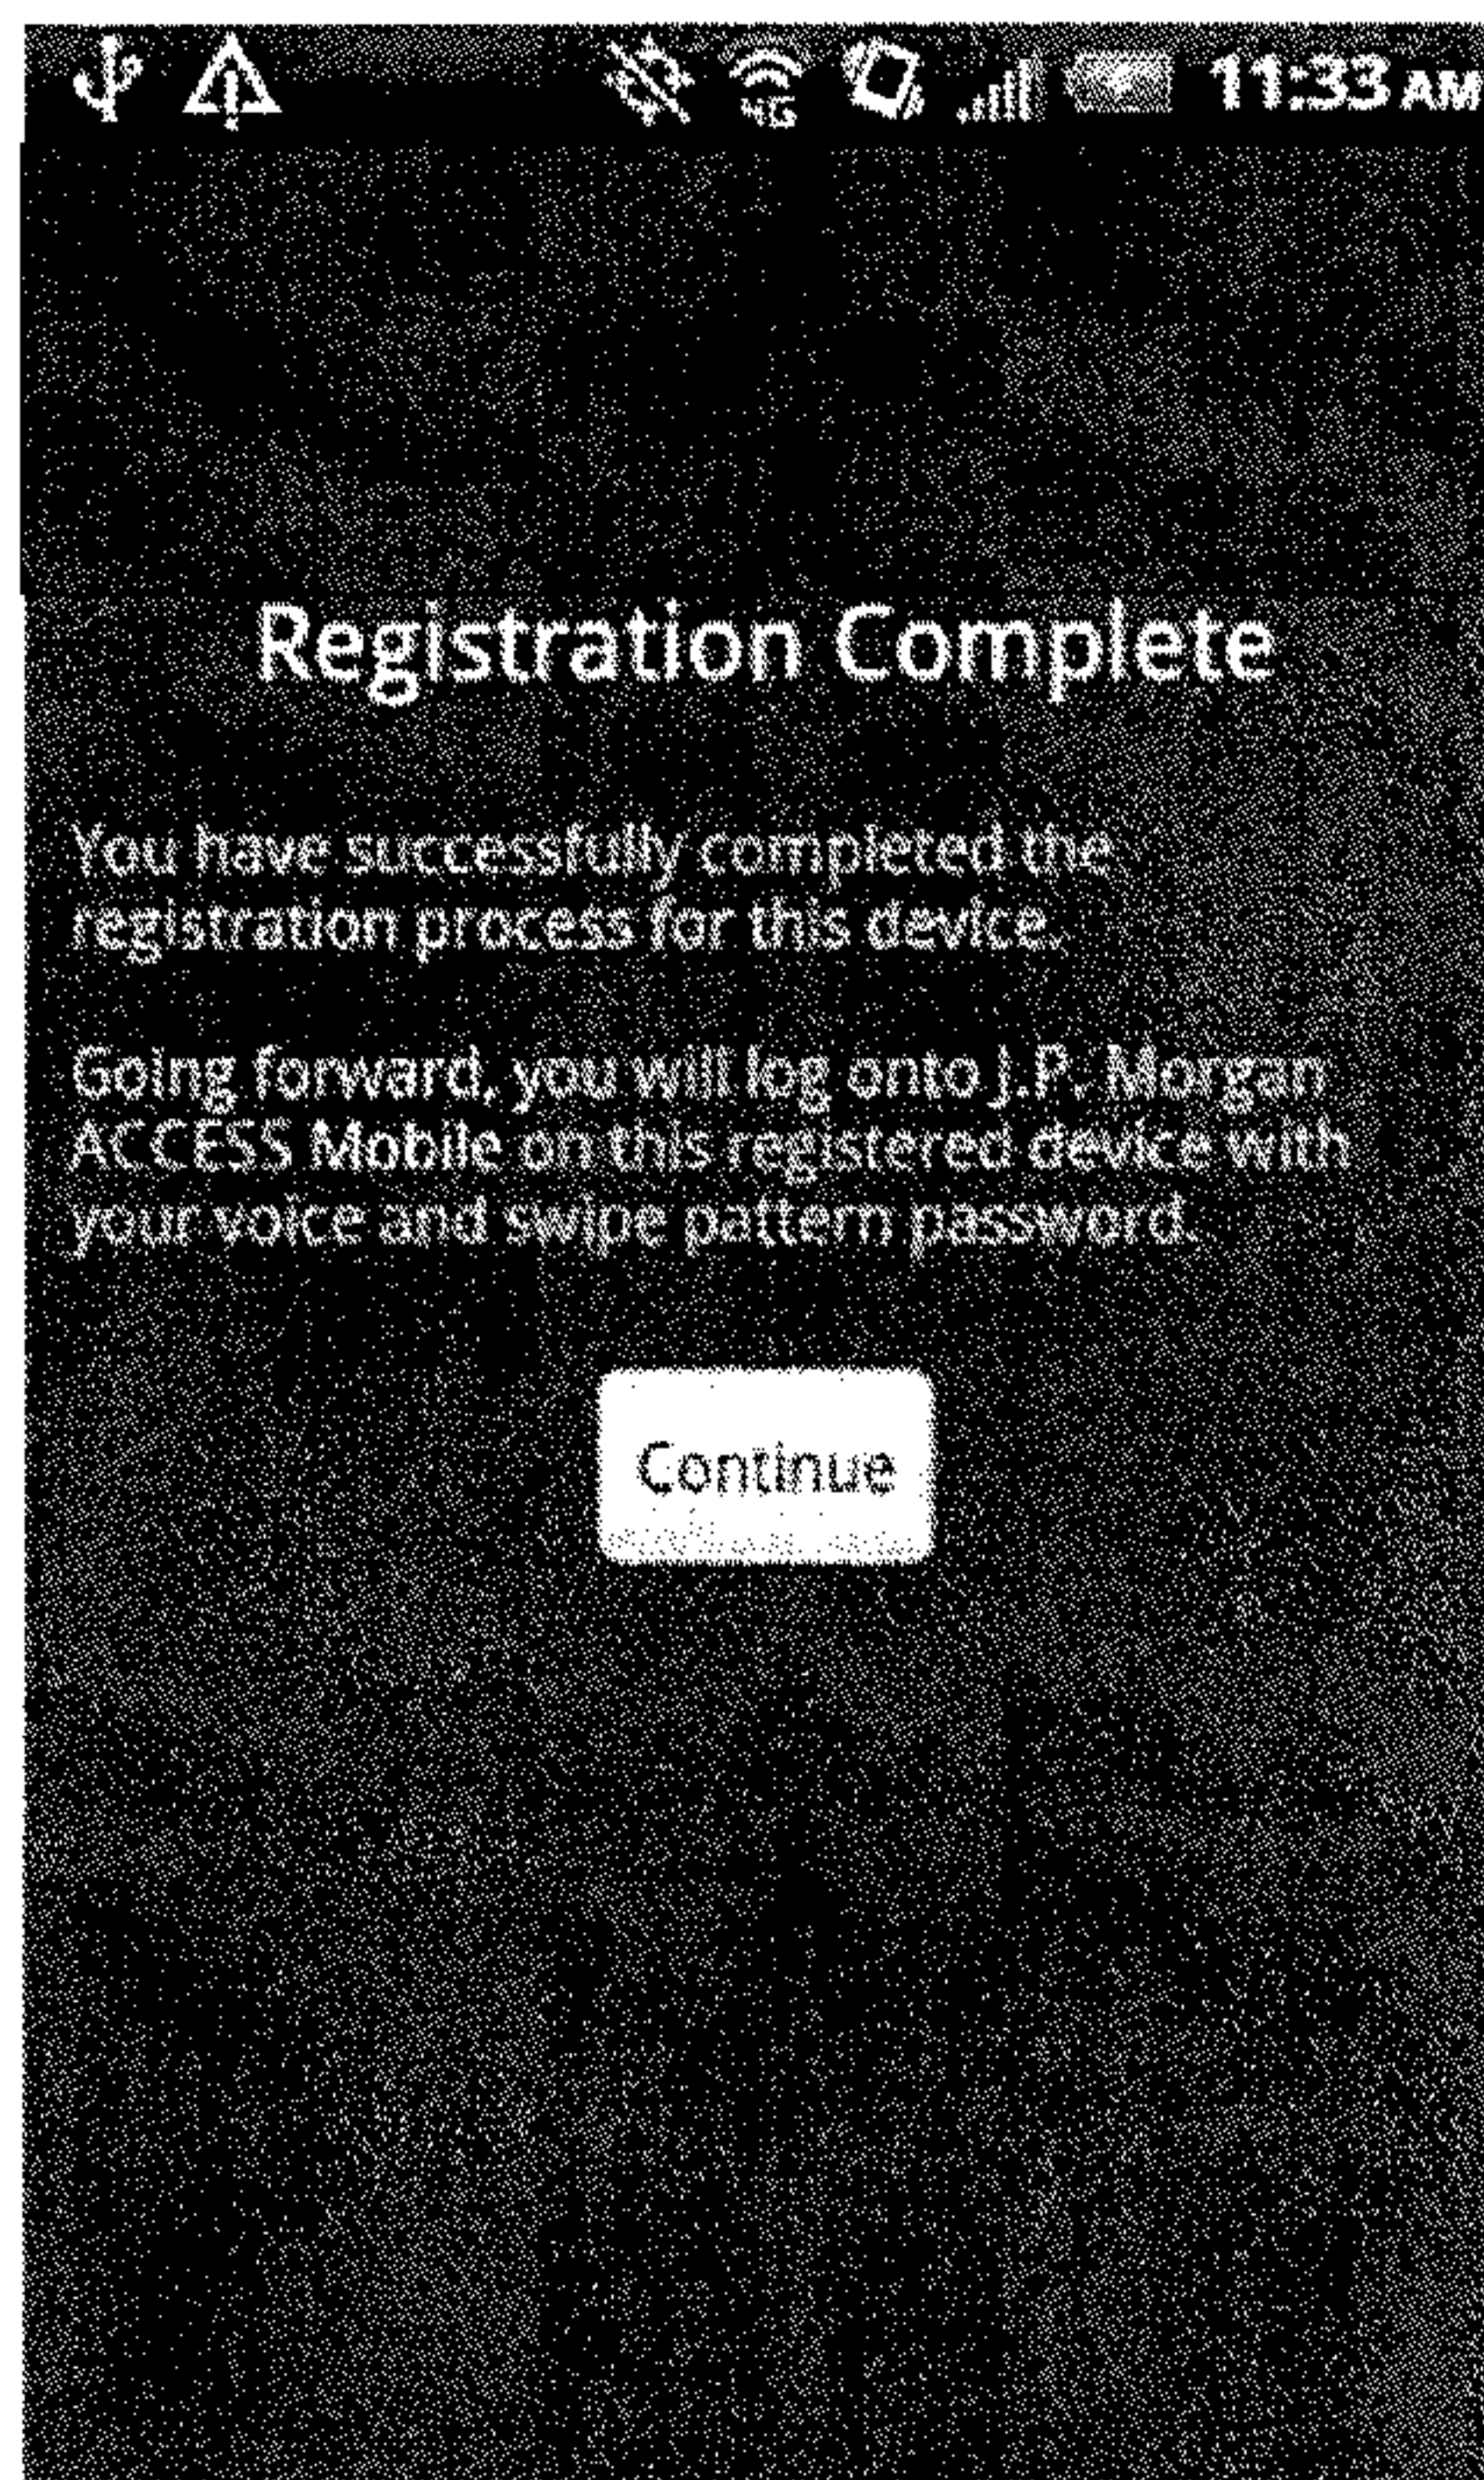 4G 11:33 AM
Registration Complete
You have successfully completed the
registration process for this device.
Going forward, you will log onto J.P. Morgan
ACCESS Mobile on this registered device with
your voice and swipe pattern password.
Continue